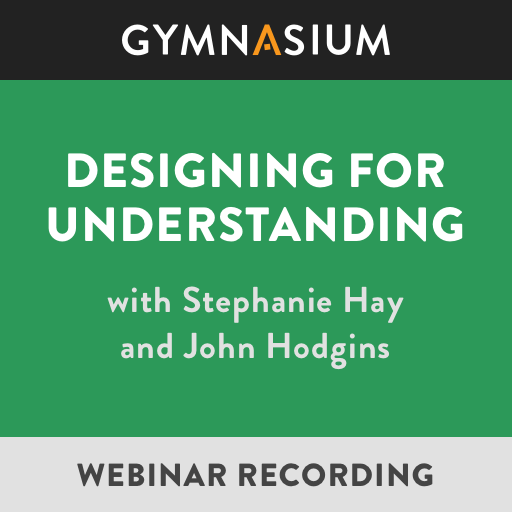 GYMNASIUM
DESIGNING FOR
UNDERSTANDING
with Stephanie Hay
and John Hodgins
WEBINAR RECORDING